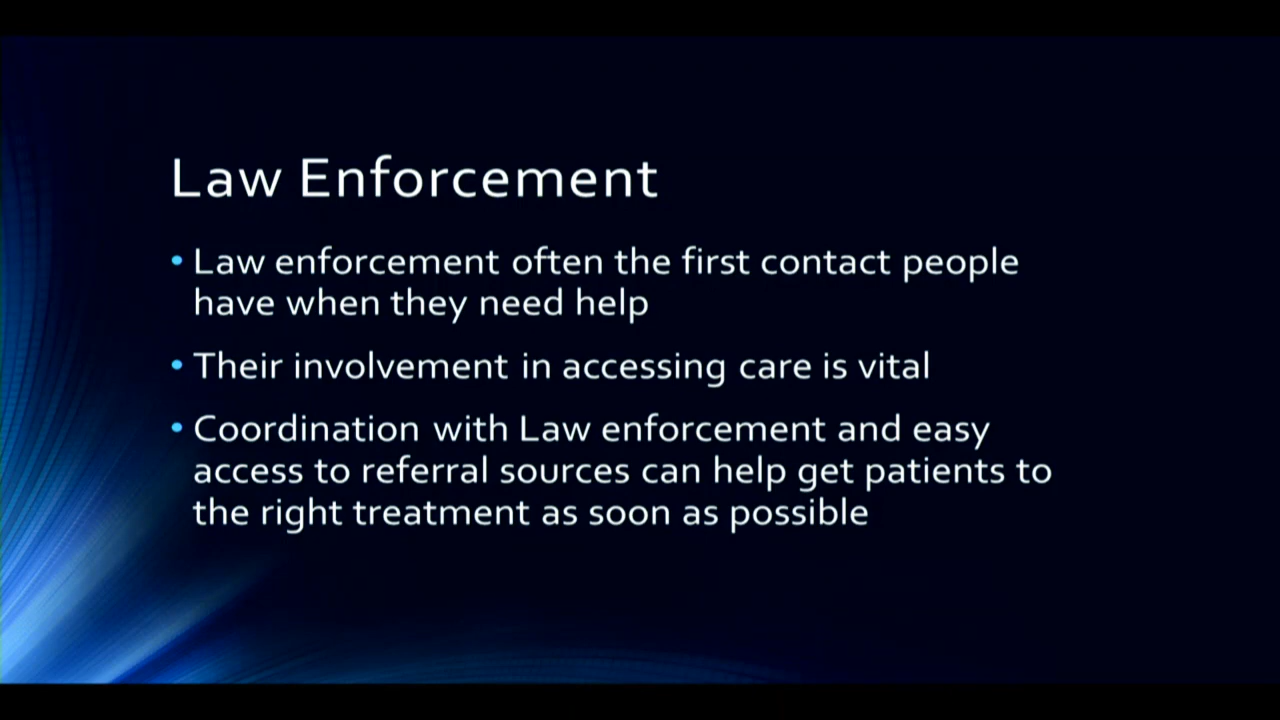 Law Enforcement
• Law enforcement often the first contact people
have when they need help
• Their involvement in accessing care is vital
• Coordination with Law enforcement and easy
access to referral sources can help get patients to
the right treatment as soon as possible